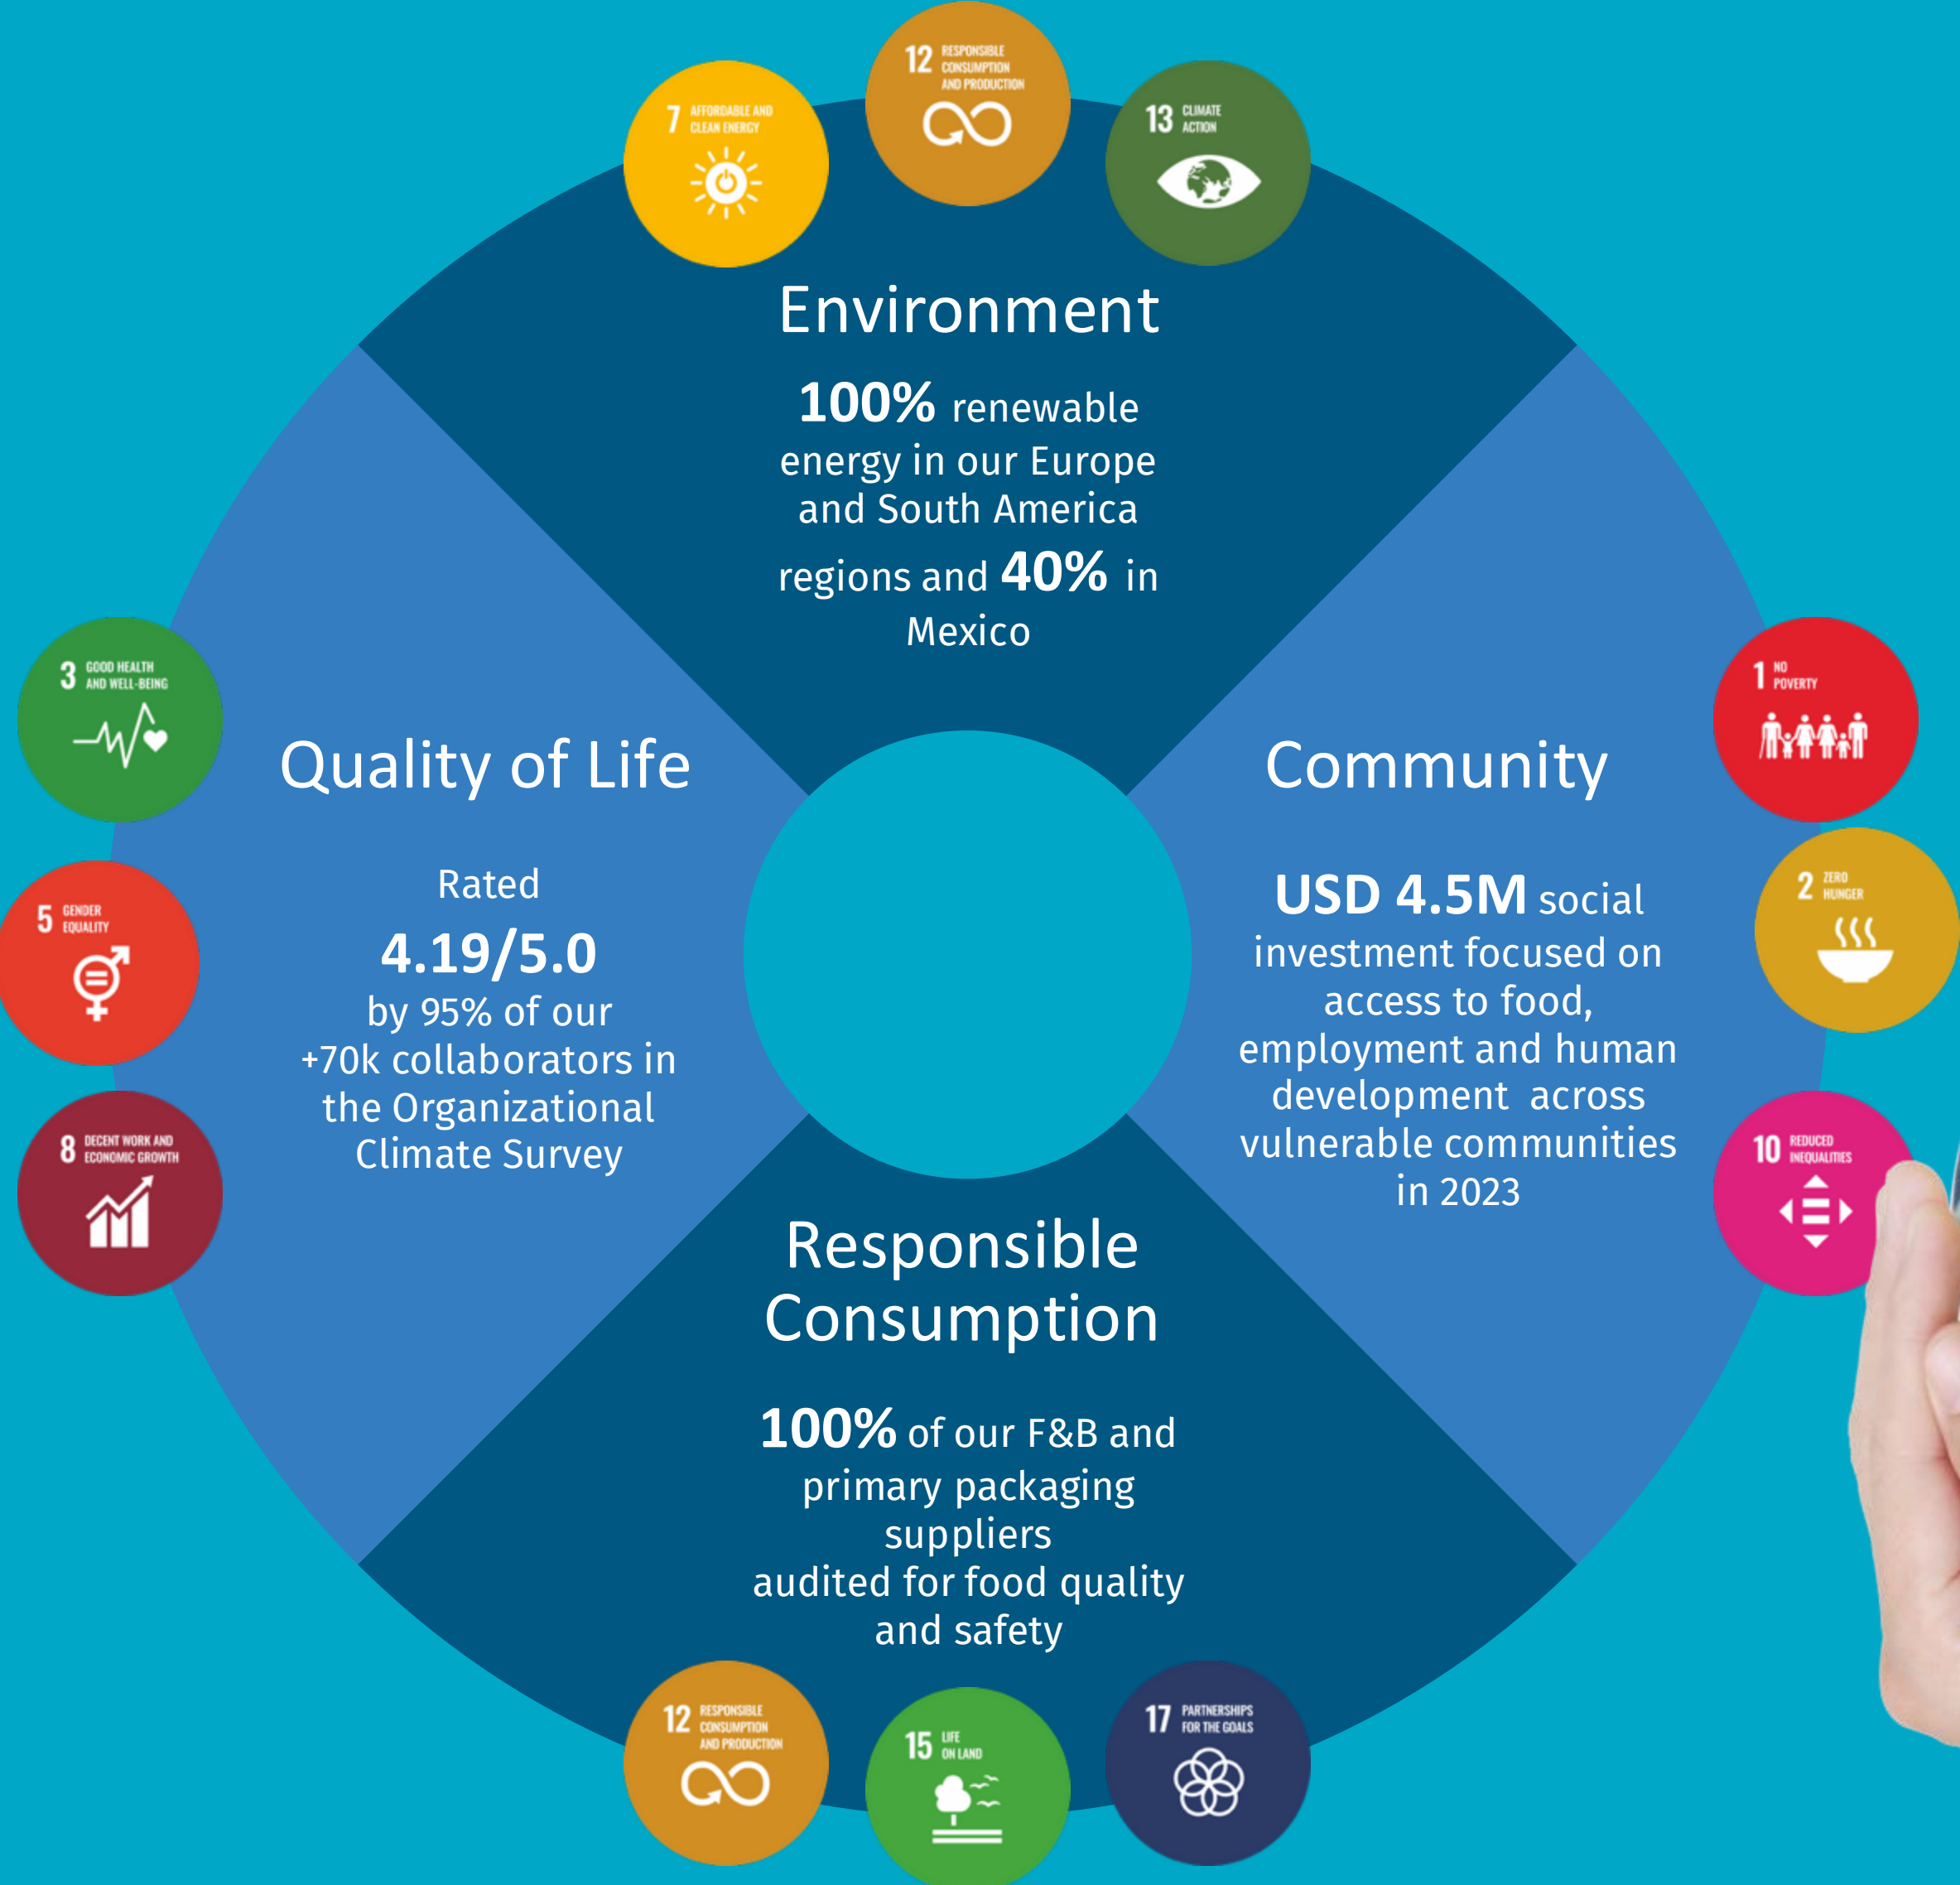 12 RESPONSIBLE
CONSUMPTION
AND PRODUCTION
7 AFFORDABLE AND
CLEAN ENERGY
13 CLIMATE
ACTION
Environment
100% renewable
energy in our Europe
and South America
regions and 40% in
Mexico
3 GOOD HEALTH
AND WELL-BEING
5 GENDER
EQUALITY
8 DECENT WORK AND
ECONOMIC GROWTH
Quality of Life
Rated
4.19/5.0
by 95% of our
+70k collaborators in
the Organizational
Climate Survey
Community
USD 4.5M social
investment focused on
access to food,
employment and human
development across
vulnerable communities
in 2023
1 NO
POVERTY
2 ZERO
HUNGER
10 REDUCED
INEQUALITIES
Responsible
Consumption
100% of our F&B and
primary packaging
suppliers
audited for food quality
and safety
12 RESPONSIBLE
CONSUMPTION
AND PRODUCTION
15 LIFE
ON LAND
17 PARTNERSHIPS
FOR THE GOALS